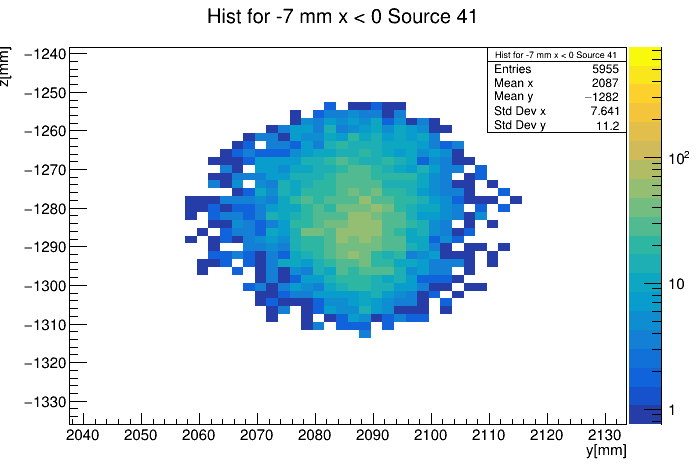 Hist for -7 mm x < 0 Source 41
z[mm]
Hist for -7 mm x < 0 Source 41
Entries 5955
Mean x 2087
Mean y −1282
Std Dev x 7.641
Std Dev y 11.2
−1240
−1250
−1260
−1270
−1280
−1290
−1300
−1310
−1320
−1330
10²
10
1
2040 2050 2060 2070 2080 2090 2100 2110 2120 2130
y[mm]